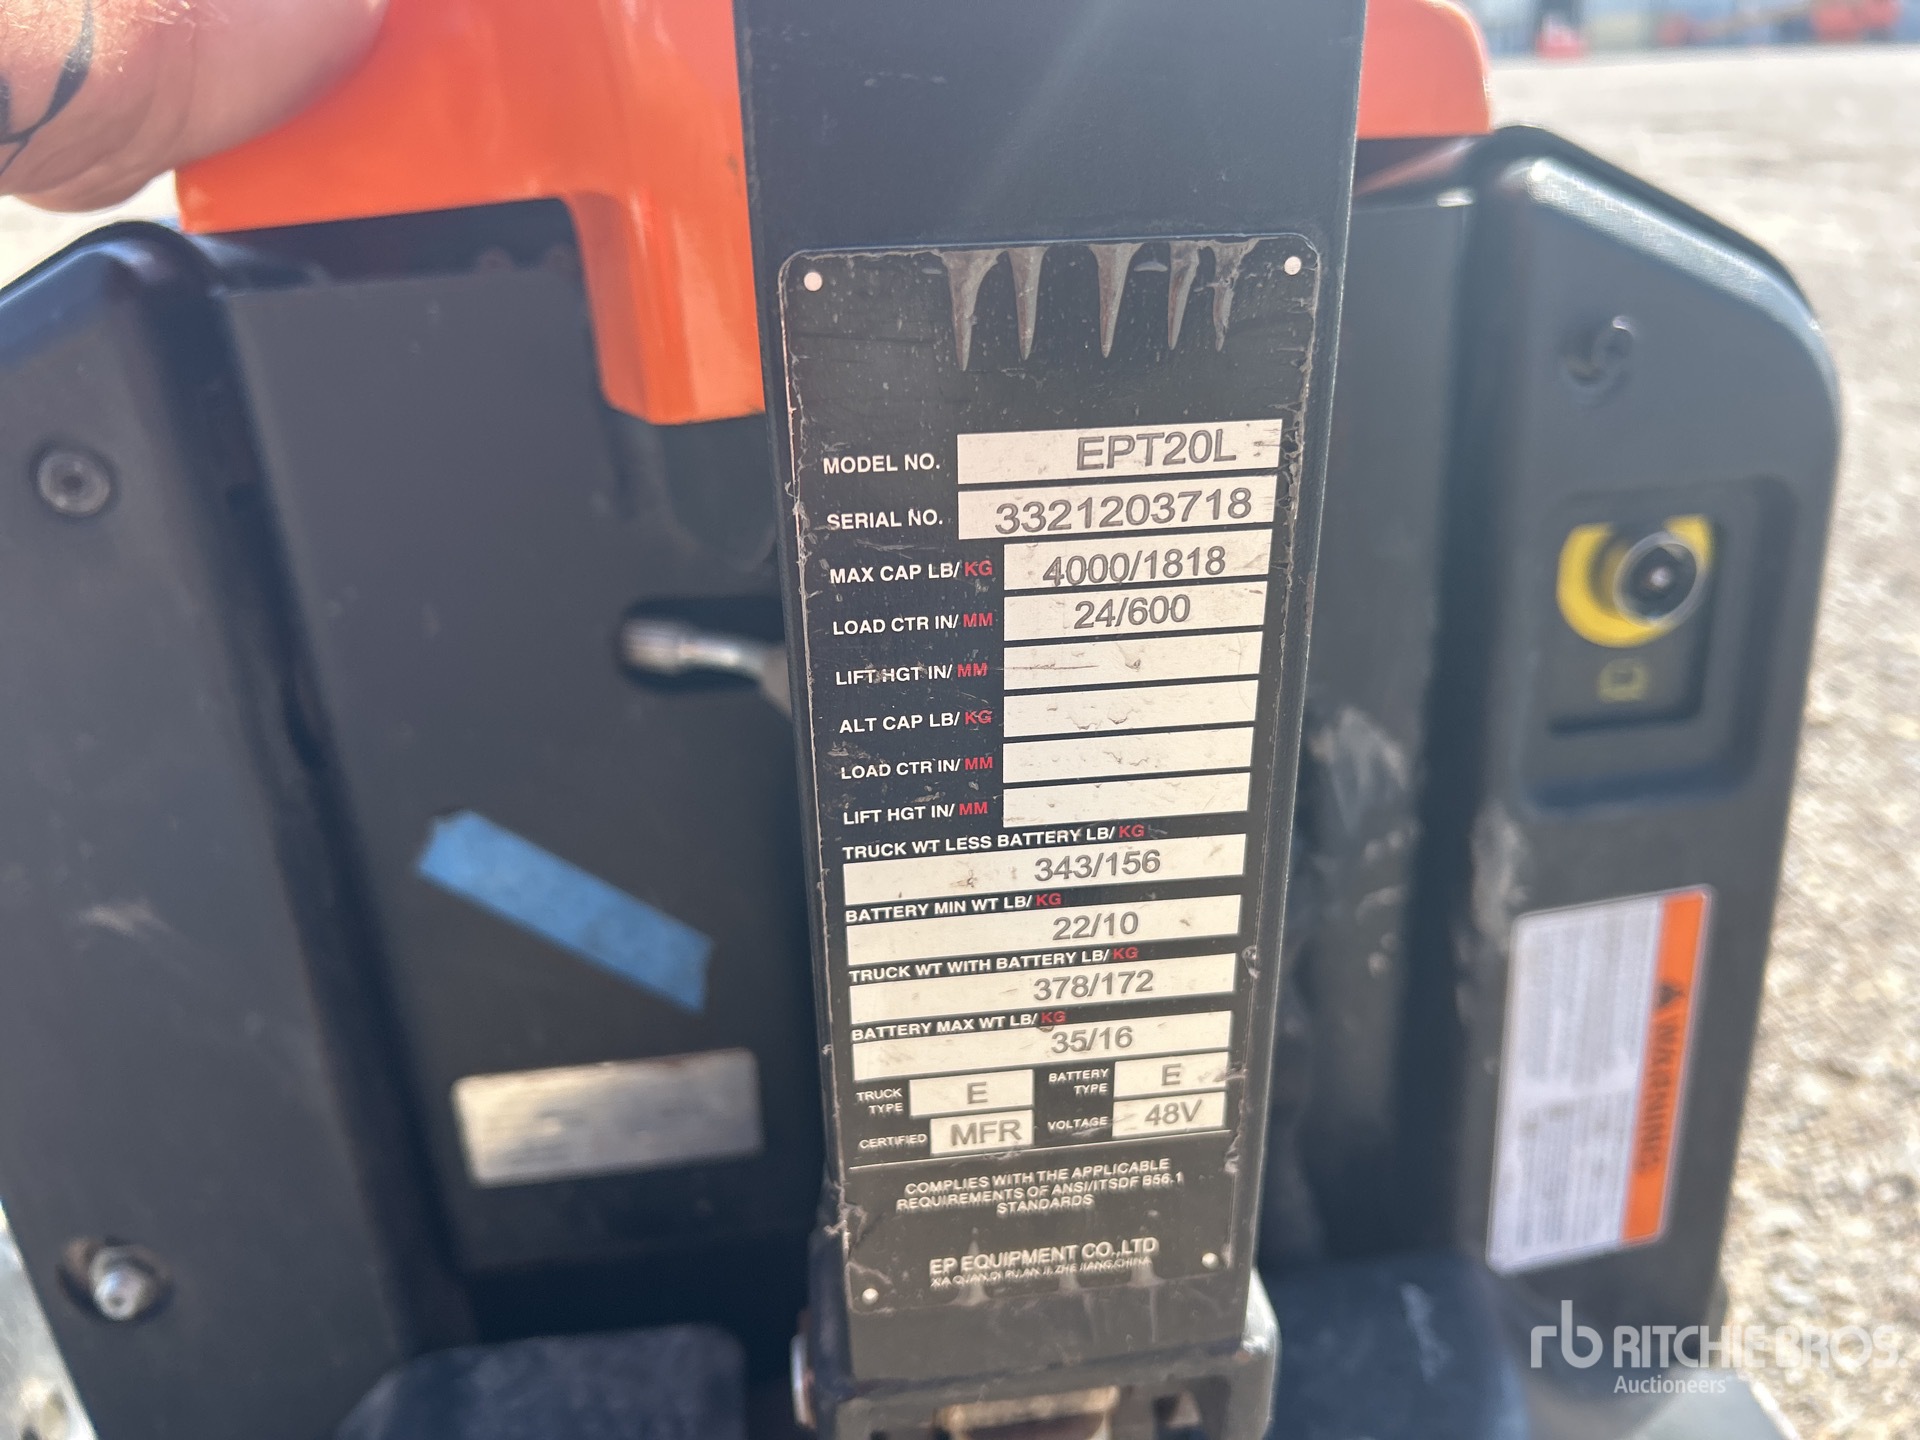 MODEL NO. EPT20L
SERIAL NO. 3321203718
MAX CAP LB/KG 4000/1818
LOAD CTR IN/MM 24/600
LIFT HGT IN/MM
ALT CAP LB/KG
LOAD CTR IN/MM
LIFT HGT IN/MM
TRUCK WT LESS BATTERY LB/KG
343/156
BATTERY MIN WT LB/KG
22/10
TRUCK WT WITH BATTERY LB/KG
378/172
BATTERY MAX WT LB/KG
35/16
TRUCK TYPE E BATTERY TYPE E
CERTIFIED MFR VOLTAGE 48V
COMPLIES WITH THE APPLICABLE
REQUIREMENTS OF ANSI/ITSDF B56.1
STANDARDS
EP EQUIPMENT CO.,LTD
WARNING
rb RITCHIE BROS.
Auctioneers